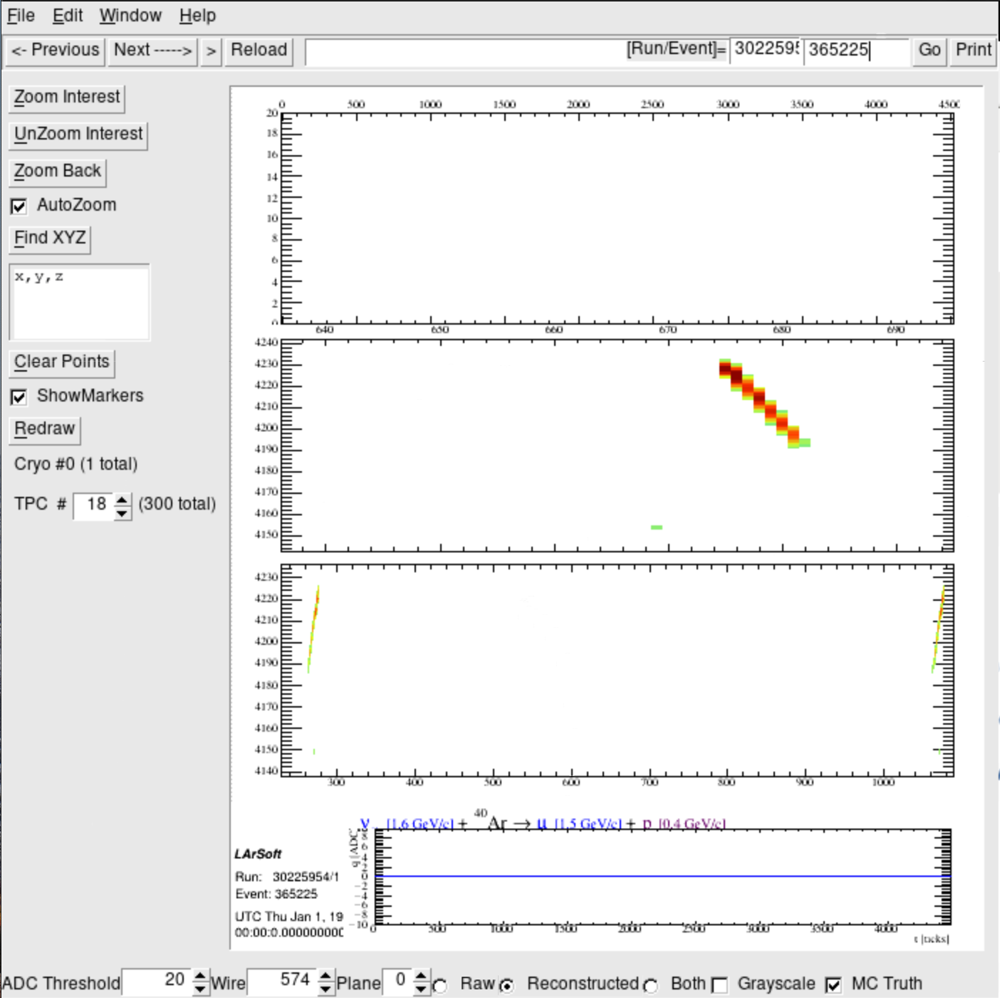 File Edit Window Help
<- Previous Next -----> > Reload [Run/Event]= 3022595 365225 Go Print
Zoom Interest
UnZoom Interest
Zoom Back
AutoZoom
Find XYZ
x,y,z
Clear Points
ShowMarkers
Redraw
Cryo #0 (1 total)
TPC # 18 (300 total)
0 500 1000 1500 2000 2500 3000 3500 4000 4500
20
18
16
14
12
10
8
6
4
2
0
640 650 660 670 680 690
4240
4230
4220
4210
4200
4190
4180
4170
4160
4150
4230
4220
4210
4200
4190
4180
4170
4160
4150
4140
300 400 500 600 700 800 900 1000
ν [1.6 GeV/c] + 40Ar → μ [1.5 GeV/c] + p [0.4 GeV/c]
q [ADC]
8
6
4
2
0
−2
−4
−6
−8
−10
0 500 1000 1500 2000 2500 3000 3500 4000
t [ticks]
LArSoft
Run: 30225954/1
Event: 365225
UTC Thu Jan 1, 19
00:00:0.000000000
ADC Threshold 20 Wire 574 Plane 0 Raw Reconstructed Both Grayscale MC Truth